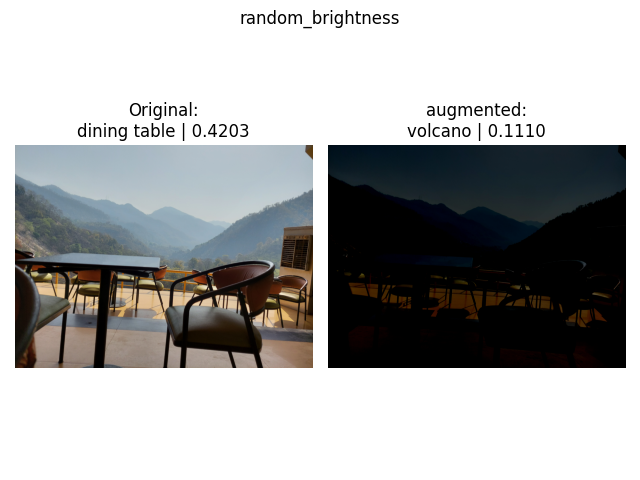 random_brightness
Original:
dining table | 0.4203
augmented:
volcano | 0.1110